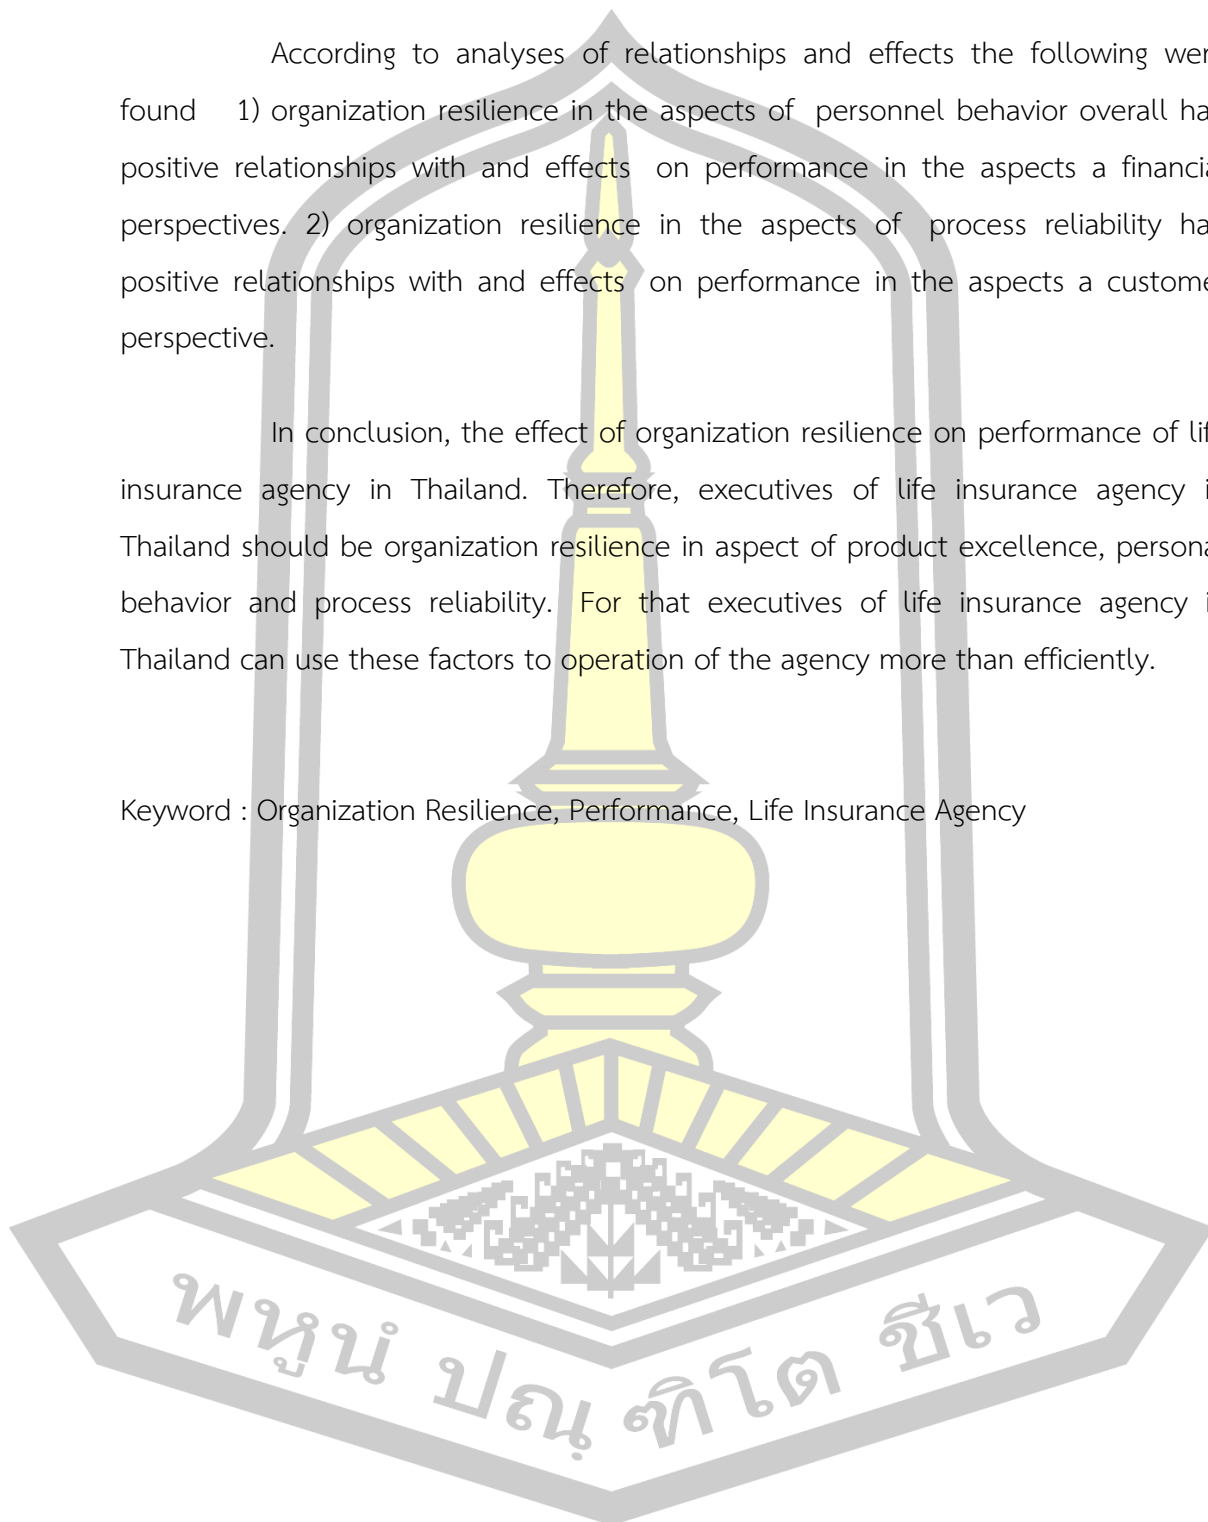 According to analyses of relationships and effects the following wer
found 1) organization resilience in the aspects of personnel behavior overall ha
positive relationships with and effects on performance in the aspects a financia
perspectives. 2) organization resilience in the aspects of process reliability ha
positive relationships with and effects on performance in the aspects a custome
perspective.
In conclusion, the effect of organization resilience on performance of lif
insurance agency in Thailand. Therefore, executives of life insurance agency i
Thailand should be organization resilience in aspect of product excellence, persona
behavior and process reliability. For that executives of life insurance agency i
Thailand can use these factors to operation of the agency more than efficiently.
Keyword : Organization Resilience, Performance, Life Insurance Agency
พหูนํ ปณฺ ฑิโต ชีเว